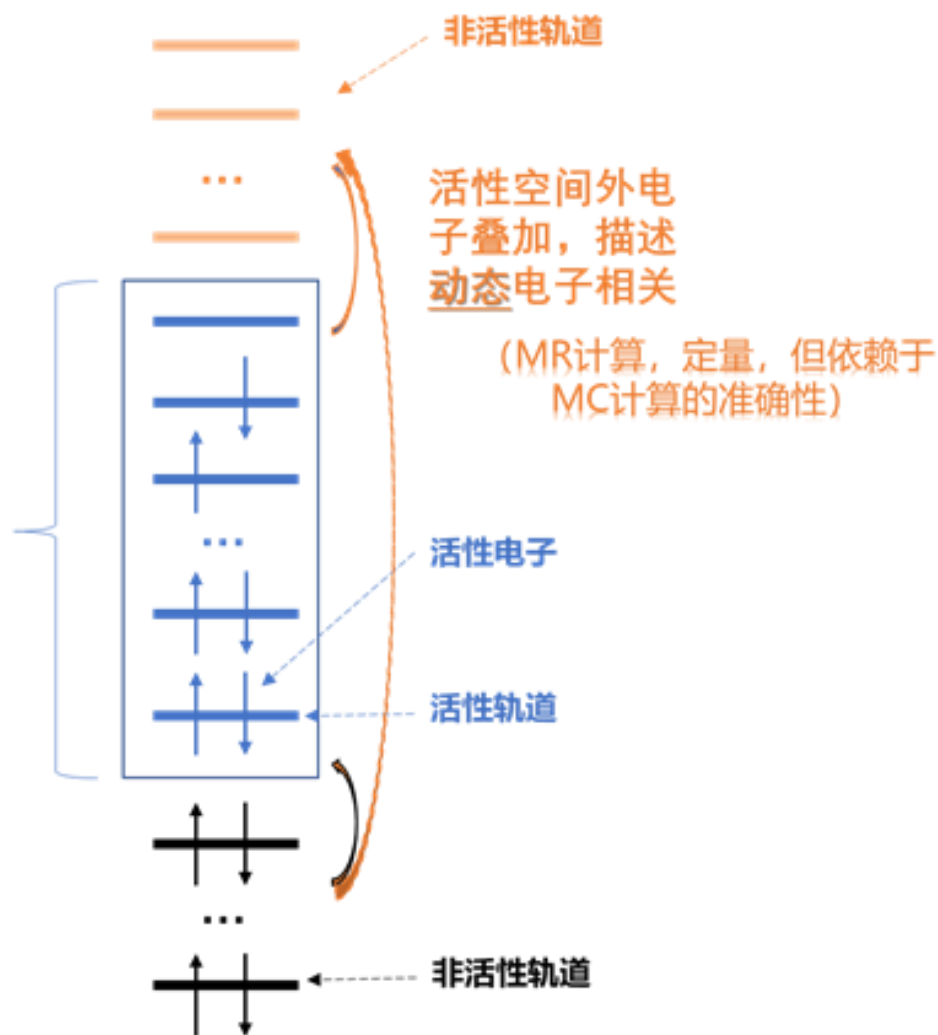 非活性轨道
...
活性空间外电
子叠加，描述
动态电子相关
（MR计算，定量，但依赖于
MC计算的准确性）
...
活性电子
活性轨道
...
非活性轨道